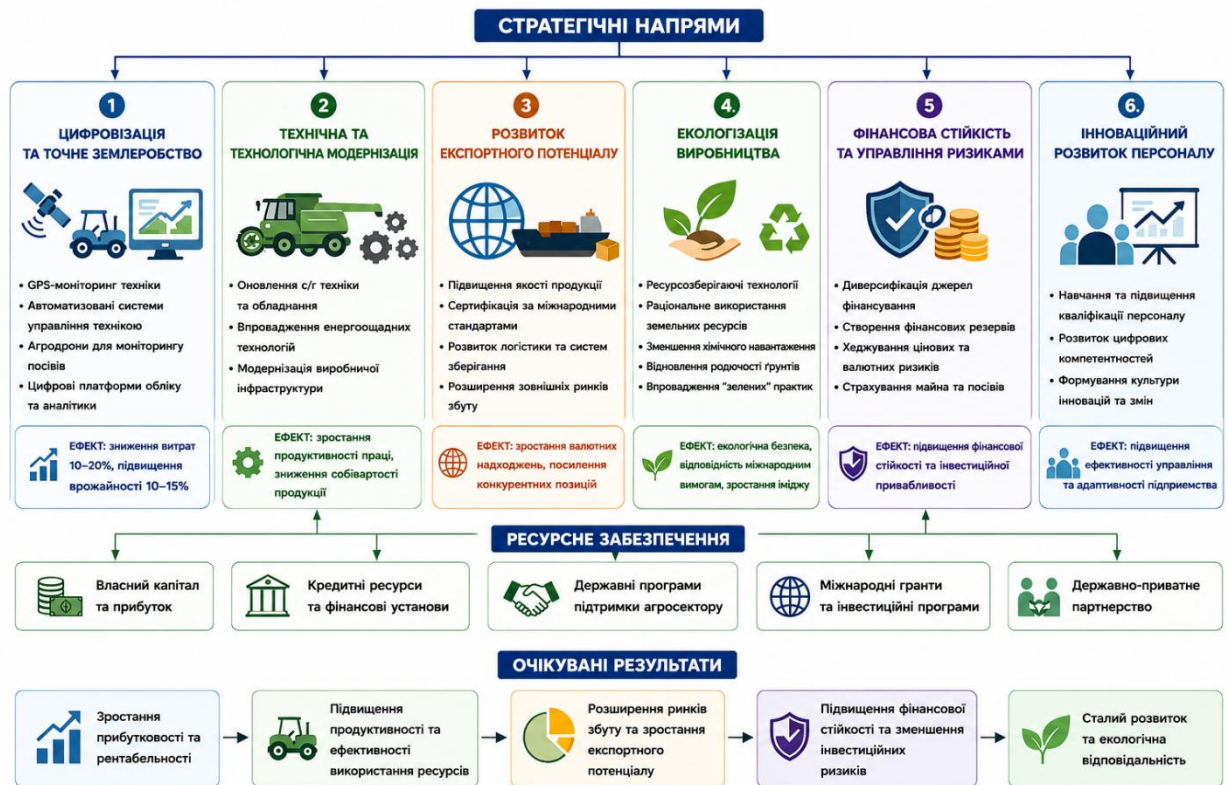 СТРАТЕГІЧНІ НАПРЯМИ
1
ЦИФРОВІЗАЦІЯ
ТА ТОЧНЕ ЗЕМЛЕРОБСТВО
• GPS-моніторинг техніки
• Автоматизовані системи
управління технікою
• Агродрони для моніторингу
посівів
• Цифрові платформи обліку
та аналітики
ЕФЕКТ: зниження витрат
10–20%, підвищення
врожайності 10–15%
2
ТЕХНІЧНА ТА
ТЕХНОЛОГІЧНА МОДЕРНІЗАЦІЯ
• Оновлення с/г техніки
та обладнання
• Впровадження енергоощадних
технологій
• Модернізація виробничої
інфраструктури
ЕФЕКТ: зростання
продуктивності праці,
зниження собівартості
продукції
3
РОЗВИТОК
ЕКСПОРТНОГО ПОТЕНЦІАЛУ
• Підвищення якості продукції
• Сертифікація за міжнародними
стандартами
• Розвиток логістики та систем
зберігання
• Розширення зовнішніх ринків
збуту
ЕФЕКТ: зростання валютних
надходжень, посилення
конкурентних позицій
4.
ЕКОЛОГІЗАЦІЯ
ВИРОБНИЦТВА
• Ресурсозберігаючі технології
• Раціональне використання
земельних ресурсів
• Зменшення хімічного навантаження
• Відновлення родючості ґрунтів
• Впровадження "зелених" практик
ЕФЕКТ: екологічна безпека,
відповідність міжнародним
вимогам, зростання іміджу
5
ФІНАНСОВА СТІЙКІСТЬ
ТА УПРАВЛІННЯ РИЗИКАМИ
• Диверсифікація джерел
фінансування
• Створення фінансових резервів
• Хеджування цінових та
валютних ризиків
• Страхування майна та посівів
ЕФЕКТ: підвищення фінансової
стійкості та інвестиційної
привабливості
6.
ІННОВАЦІЙНИЙ
РОЗВИТОК ПЕРСОНАЛУ
• Навчання та підвищення
кваліфікації персоналу
• Розвиток цифрових
компетентностей
• Формування культури
інновацій та змін
ЕФЕКТ: підвищення
ефективності управління
та адаптивності підприємства
РЕСУРСНЕ ЗАБЕЗПЕЧЕННЯ
Власний капітал
та прибуток
Кредитні ресурси
та фінансові установи
Державні програми
підтримки агросектору
Міжнародні гранти
та інвестиційні програми
Державно-приватне
партнерство
ОЧІКУВАНІ РЕЗУЛЬТАТИ
Зростання
прибутковості та
рентабельності
Підвищення
продуктивності та
ефективності
використання ресурсів
Розширення ринків
збуту та зростання
експортного
потенціалу
Підвищення фінансової
стійкості та зменшення
інвестиційних
ризиків
Сталий розвиток
та екологічна
відповідальність